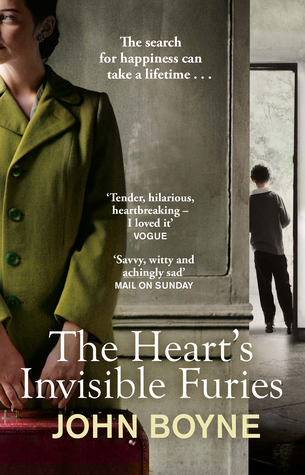 The search
for happiness can
take a lifetime . . .
‘Tender, hilarious,
heartbreaking –
I loved it’
VOGUE
‘Savvy, witty and
achingly sad’
MAIL ON SUNDAY
The Heart’s
Invisible Furies
JOHN BOYNE